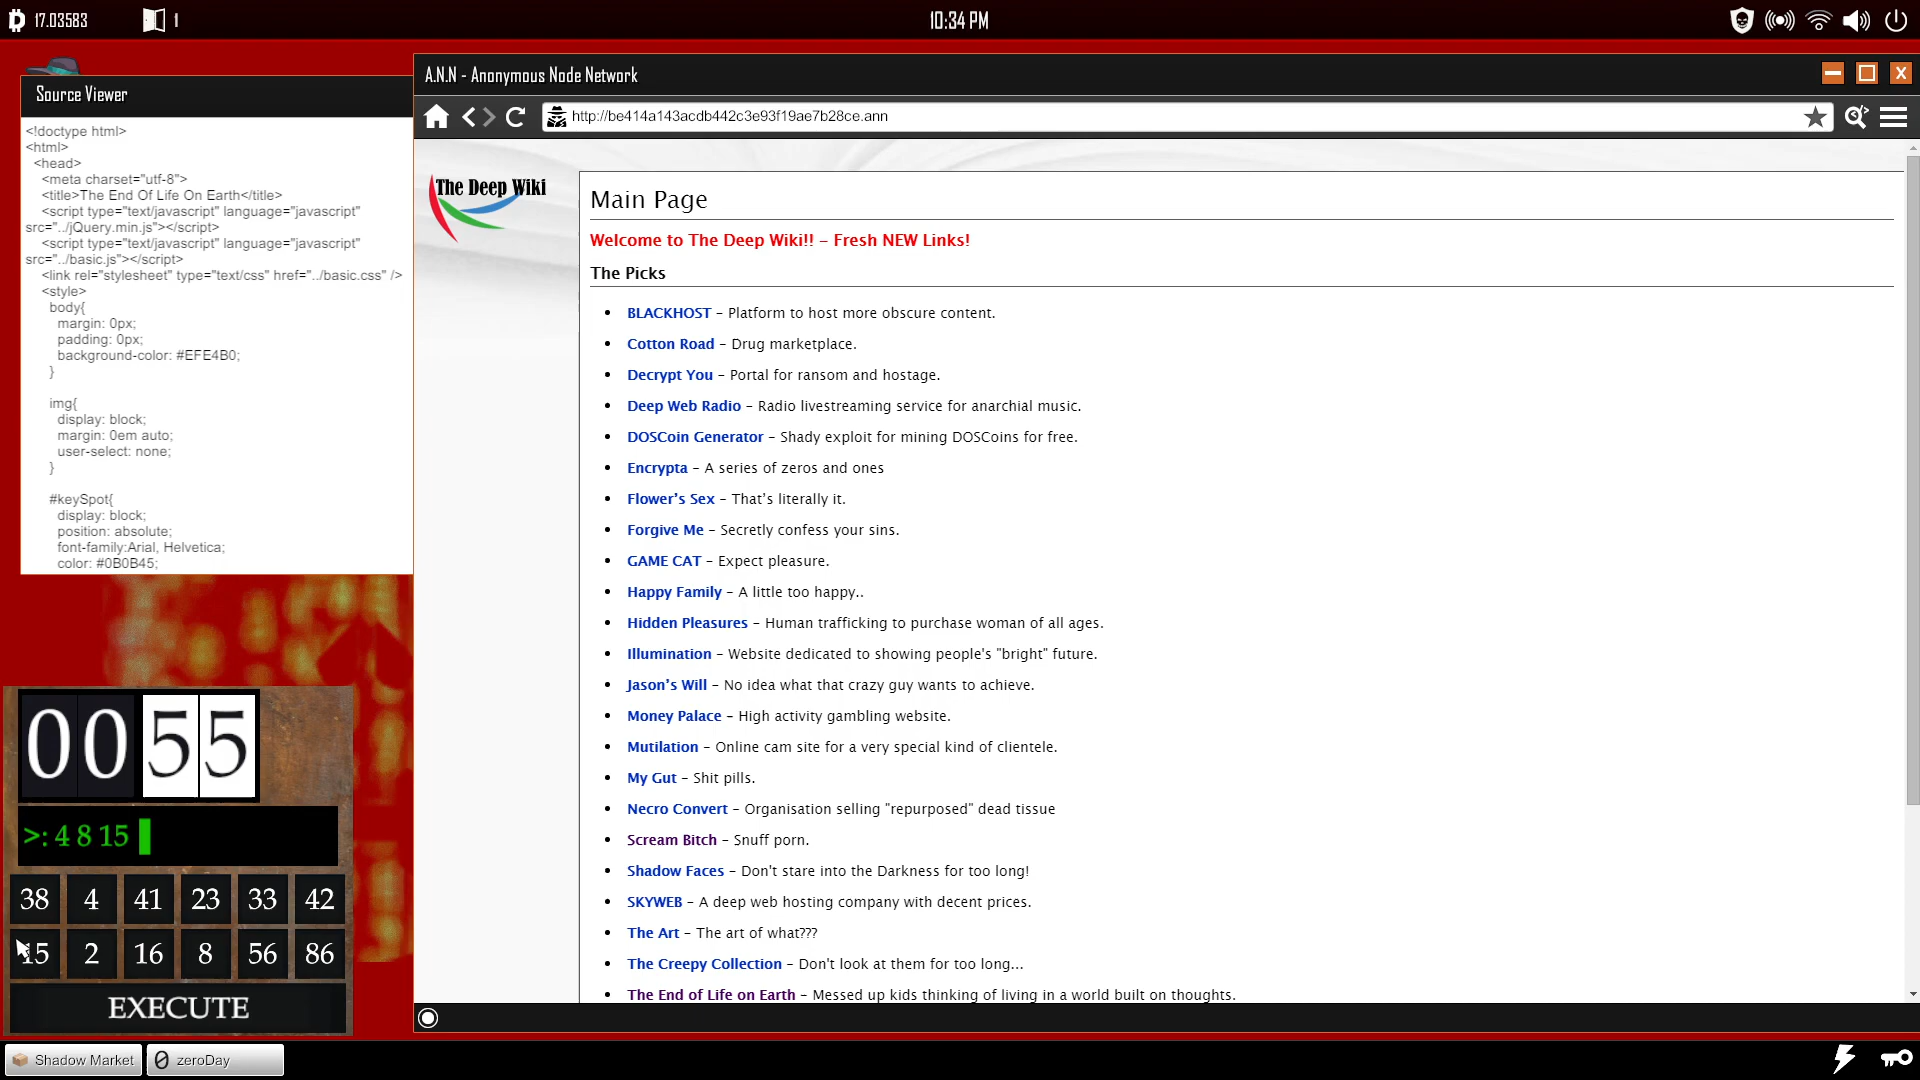 17.03583
1
10:34 PM
Source Viewer
<!doctype html>
<html>
<head>
<meta charset="utf-8">
<title>The End Of Life On Earth</title>
<script type="text/javascript" language="javascript"
src="../jQuery.min.js"></script>
<script type="text/javascript" language="javascript"
src="../basic.js"></script>
<link rel="stylesheet" type="text/css" href="../basic.css" />
<style>
body{
margin: 0px;
padding: 0px;
background-color: #EFE4B0;
}
img{
display: block;
margin: 0em auto;
user-select: none;
}
#keySpot{
display: block;
position: absolute;
font-family:Arial, Helvetica;
color: #0B0B45;
0055
>: 4 8 15
38 4 41 23 33 42
15 2 16 8 56 86
EXECUTE
A.N.N - Anonymous Node Network
X
http://be414a143acdb442c3e93f19ae7b28ce.ann
The Deep Wiki
Main Page
Welcome to The Deep Wiki!! – Fresh NEW Links!
The Picks
• BLACKHOST – Platform to host more obscure content.
• Cotton Road – Drug marketplace.
• Decrypt You – Portal for ransom and hostage.
• Deep Web Radio – Radio livestreaming service for anarchial music.
• DOSCoin Generator – Shady exploit for mining DOSCoins for free.
• Encrypta – A series of zeros and ones
• Flower's Sex – That's literally it.
• Forgive Me – Secretly confess your sins.
• GAME CAT – Expect pleasure.
• Happy Family – A little too happy..
• Hidden Pleasures – Human trafficking to purchase woman of all ages.
• Illumination – Website dedicated to showing people's "bright" future.
• Jason's Will – No idea what that crazy guy wants to achieve.
• Money Palace – High activity gambling website.
• Mutilation – Online cam site for a very special kind of clientele.
• My Gut – Shit pills.
• Necro Convert – Organisation selling "repurposed" dead tissue
• Scream Bitch – Snuff porn.
• Shadow Faces – Don't stare into the Darkness for too long!
• SKYWEB – A deep web hosting company with decent prices.
• The Art – The art of what???
• The Creepy Collection – Don't look at them for too long...
• The End of Life on Earth – Messed up kids thinking of living in a world built on thoughts.
Shadow Market
zeroDay